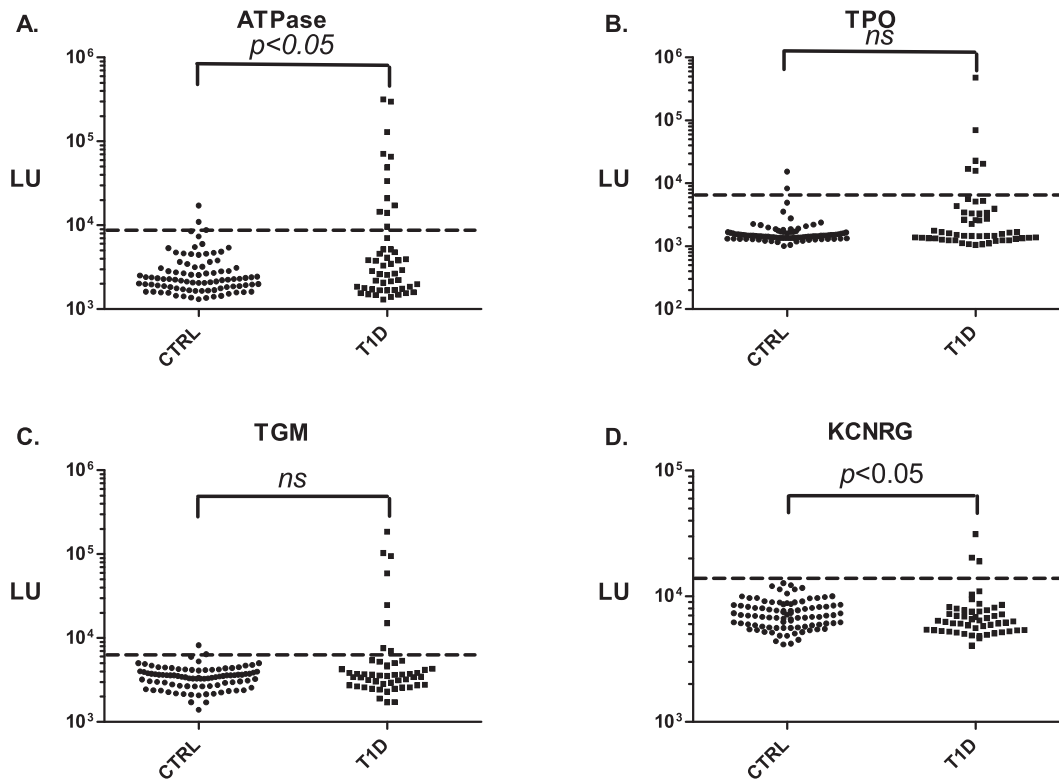 A.
ATPase
p<0.05
10⁶
10⁵
LU
10⁴
10³
CTRL
T1D
B.
TPO
ns
10⁶
10⁵
LU
10⁴
10³
10²
CTRL
T1D
C.
TGM
ns
10⁶
10⁵
LU
10⁴
10³
CTRL
T1D
D.
KCNRG
p<0.05
10⁵
LU
10⁴
10³
CTRL
T1D